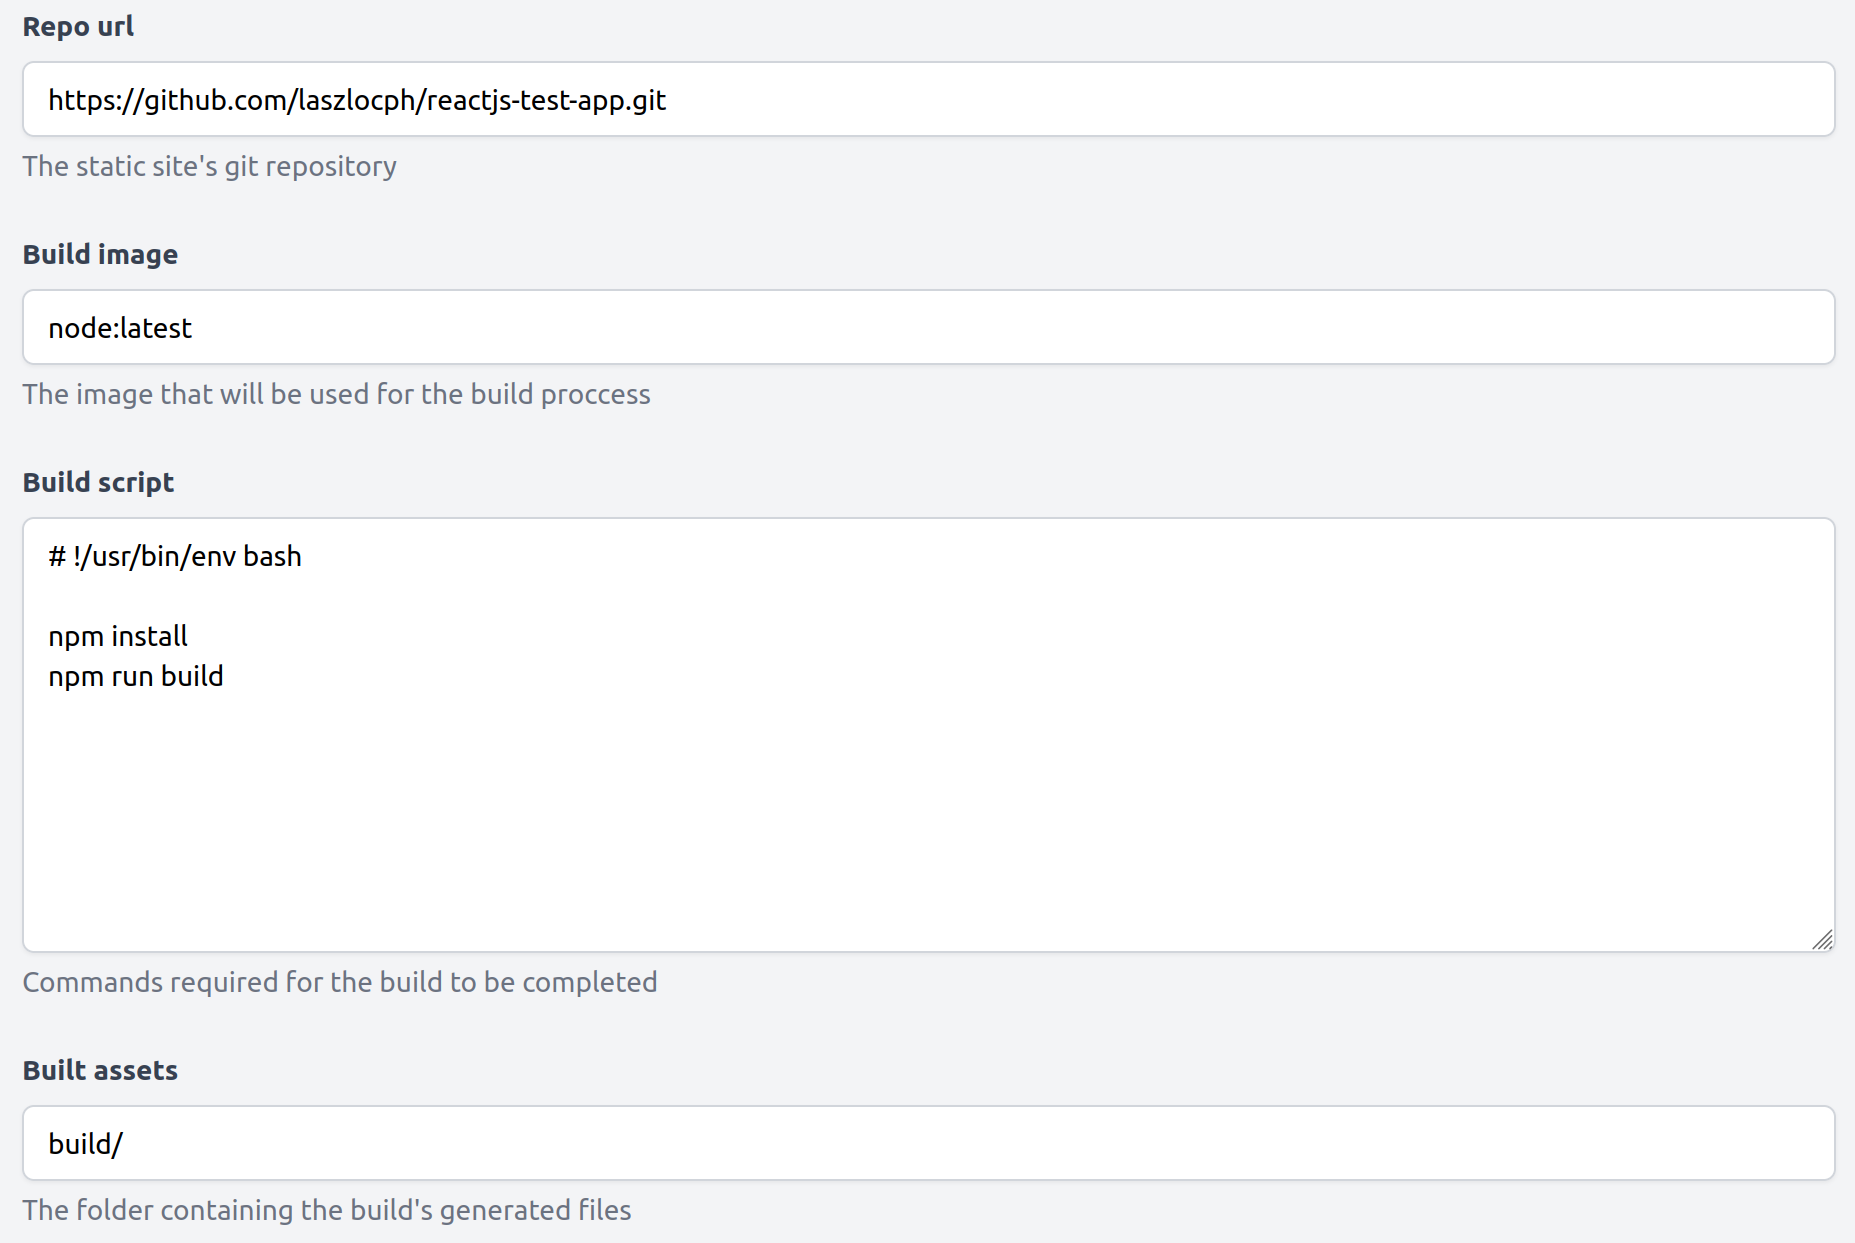 Repo url
https://github.com/laszlocph/reactjs-test-app.git
The static site's git repository
Build image
node:latest
The image that will be used for the build proccess
Build script
# !/usr/bin/env bash
npm install
npm run build
Commands required for the build to be completed
Built assets
build/
The folder containing the build's generated files